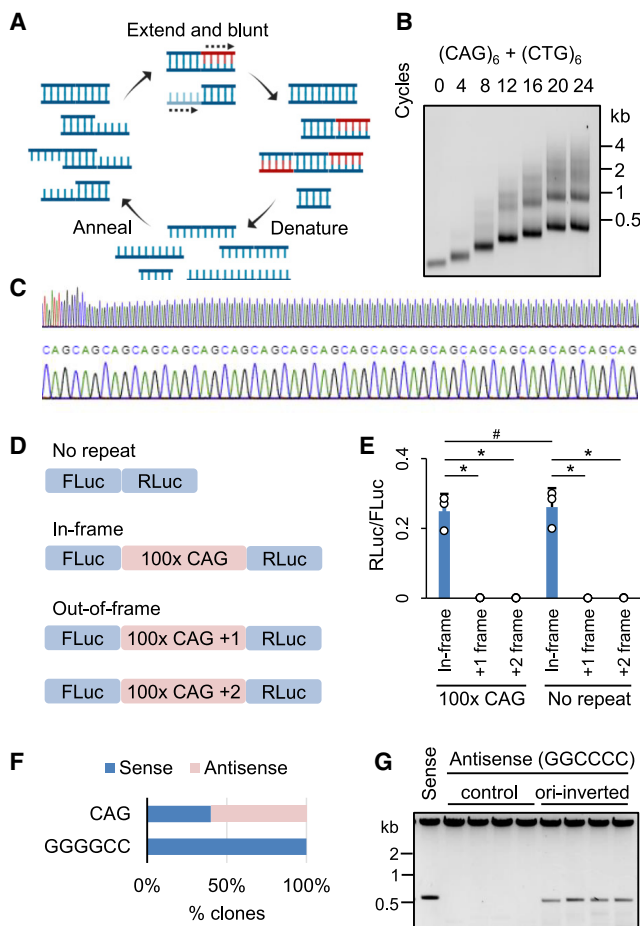 A
Extend and blunt
Anneal
Denature
B
(CAG)6 + (CTG)6
Cycles
0 4 8 12 16 20 24
kb
4
2
1
0.5
C
CAGCAGCAGCAGCAGCAGCAGCAGCAGCAGCAGCAGCAGCAGCAGCAGCAGCAG
D
No repeat
FLuc RLuc
In-frame
FLuc 100x CAG RLuc
Out-of-frame
FLuc 100x CAG +1 RLuc
FLuc 100x CAG +2 RLuc
E
RLuc/FLuc
0.4
0.2
0
#
* *
* *
In-frame
+1 frame
+2 frame
In-frame
+1 frame
+2 frame
100x CAG No repeat
F
Sense Antisense
CAG
GGGGCC
0% 50% 100%
% clones
G
Sense
Antisense (GGCCCC)
control ori-inverted
kb
2
1
0.5